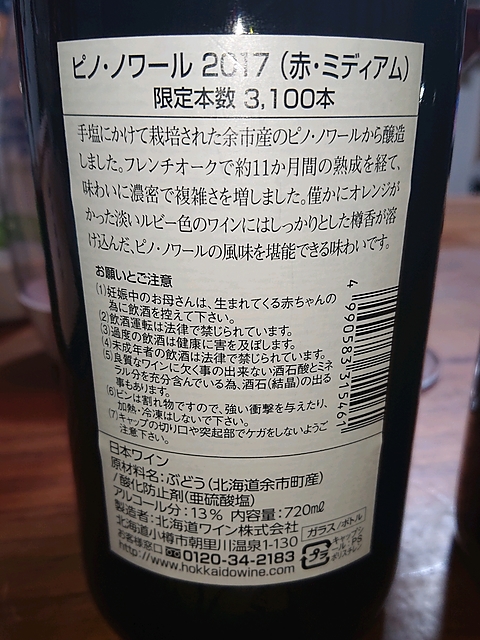 ピノ・ノワール 2017（赤・ミディアム）
限定本数 3,100本
手塩にかけて栽培された余市産のピノ・ノワールから醸造
しました。フレンチオークで約11か月間の熟成を経て、
味わいに濃密で複雑さを増しました。僅かにオレンジが
かった淡いルビー色のワインにはしっかりとした樽香が溶
け込んだ、ピノ・ノワールの風味を堪能できる味わいです。
お願いとご注意
(1)妊娠中のお母さんは、生まれてくる赤ちゃんの
為に飲酒を控えて下さい。
(2)飲酒運転は法律で禁じられています。
(3)過度の飲酒は健康に害を及ぼします。
(4)未成年者の飲酒は法律で禁じられています。
(5)良質なワインに欠く事の出来ない酒石酸とミネ
ラル分を充分含んでいる為、酒石(結晶)の出る
事もあります。
(6)ビンは割れ物ですので、強い衝撃を与えたり、
加熱・冷凍はしないで下さい。
(7)キャップの切り口や突起部でケガをしないようご
注意下さい。
4 990583 315461
日本ワイン
原材料名:ぶどう(北海道余市町産)
/酸化防止剤(亜硫酸塩)
アルコール分:13% 内容量:720ml
製造者:北海道ワイン株式会社
北海道小樽市朝里川温泉1-130
お客様窓口 0120-34-2183
http://www.hokkaidowine.com
ガラス/ボトル
プラ
キャップシール:PS
ポリスチレン